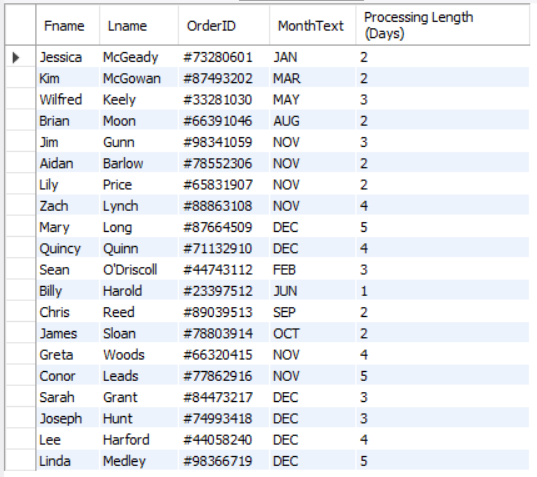 Fname Lname OrderID MonthText Processing Length
(Days)
Jessica McGeady #73280601 JAN 2
Kim McGowan #87493202 MAR 2
Wilfred Keely #33281030 MAY 3
Brian Moon #66391046 AUG 2
Jim Gunn #98341059 NOV 3
Aidan Barlow #78552306 NOV 2
Lily Price #65831907 NOV 2
Zach Lynch #88863108 NOV 4
Mary Long #87664509 DEC 5
Quincy Quinn #71132910 DEC 4
Sean O'Driscoll #44743112 FEB 3
Billy Harold #23397512 JUN 1
Chris Reed #89039513 SEP 2
James Sloan #78803914 OCT 2
Greta Woods #66320415 NOV 4
Conor Leads #77862916 NOV 5
Sarah Grant #84473217 DEC 3
Joseph Hunt #74993418 DEC 3
Lee Harford #44058240 DEC 4
Linda Medley #98366719 DEC 5